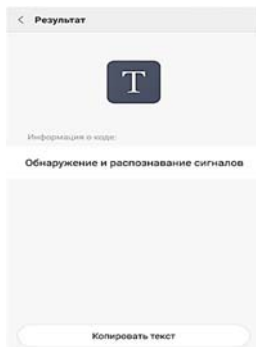 < Результат
T
Информация о коде:
Обнаружение и распознавание сигналов
Копировать текст